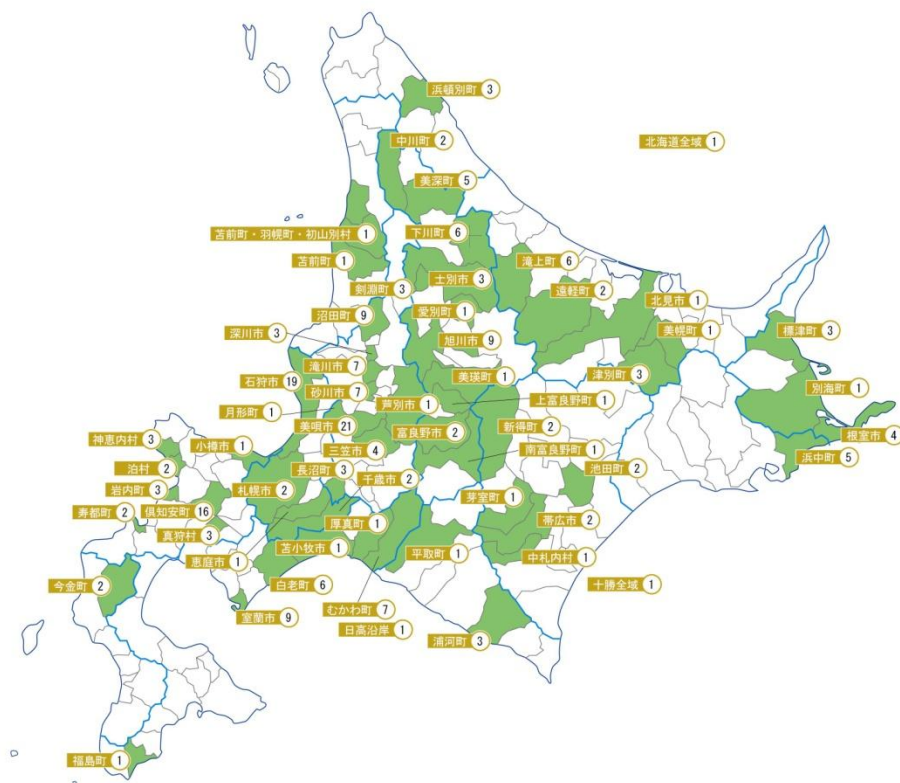 浜頓別町 3
中川町 2
北海道全域 1
美深町 5
苫前町・羽幌町・初山別村 1
下川町 6
苫前町 1
滝上町 6
士別市 3
剣淵町 3
遠軽町 2
北見市 1
沼田町 9
愛別町 1
美幌町 1
標津町 3
深川市 3
旭川市 9
滝川市 7
美瑛町 1
津別町 3
石狩市 19
砂川市 7
別海町 1
月形町 1
芦別市 1
上富良野町 1
美唄市 21
富良野市 2
新得町 2
根室市 4
神恵内村 3
小樽市 1
三笠市 4
南富良野町 1
浜中町 5
泊村 2
長沼町 3
千歳市 2
池田町 2
岩内町 3
札幌市 2
芽室町 1
寿都町 2
倶知安町 16
厚真町 1
帯広市 2
真狩村 3
恵庭市 1
苫小牧市 1
平取町 1
中札内村 1
今金町 2
白老町 6
十勝全域 1
室蘭市 9
むかわ町 7
日高沿岸 1
浦河町 3
福島町 1